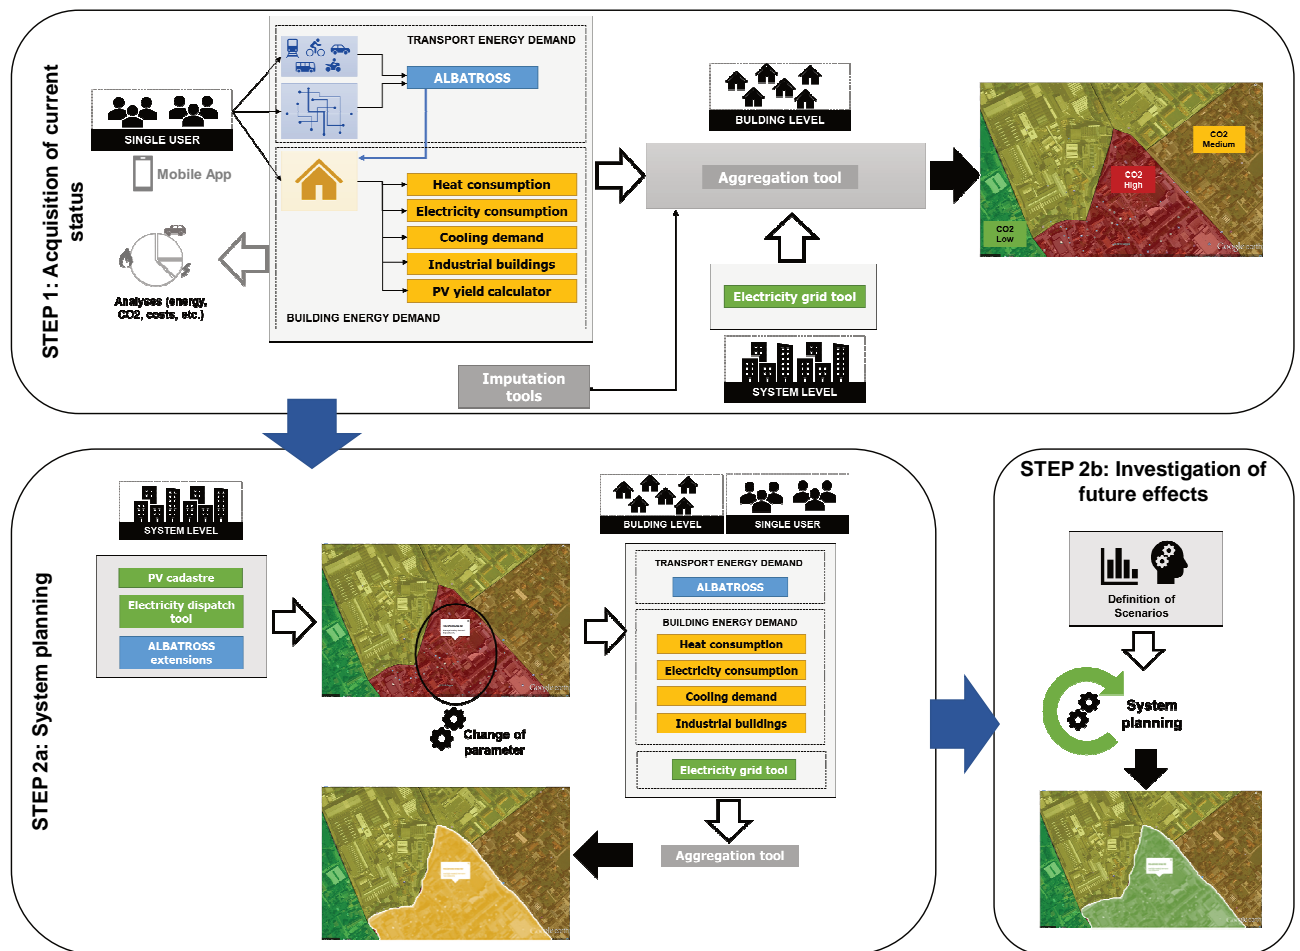 STEP 1: Acquisition of current
status
SINGLE USER
Mobile App
Analyses (energy,
CO2, costs, etc.)
TRANSPORT ENERGY DEMAND
ALBATROSS
Heat consumption
Electricity consumption
Cooling demand
Industrial buildings
PV yield calculator
BUILDING ENERGY DEMAND
Imputation
tools
BULDING LEVEL
Aggregation tool
Electricity grid tool
SYSTEM LEVEL
CO2
Medium
CO2
High
CO2
Low
Google earth
STEP 2a: System planning
SYSTEM LEVEL
PV cadastre
Electricity dispatch
tool
ALBATROSS
extensions
Google earth
Change of
parameter
BULDING LEVEL
SINGLE USER
TRANSPORT ENERGY DEMAND
ALBATROSS
BUILDING ENERGY DEMAND
Heat consumption
Electricity consumption
Cooling demand
Industrial buildings
Electricity grid tool
Aggregation tool
STEP 2b: Investigation of
future effects
Definition of
Scenarios
System
planning